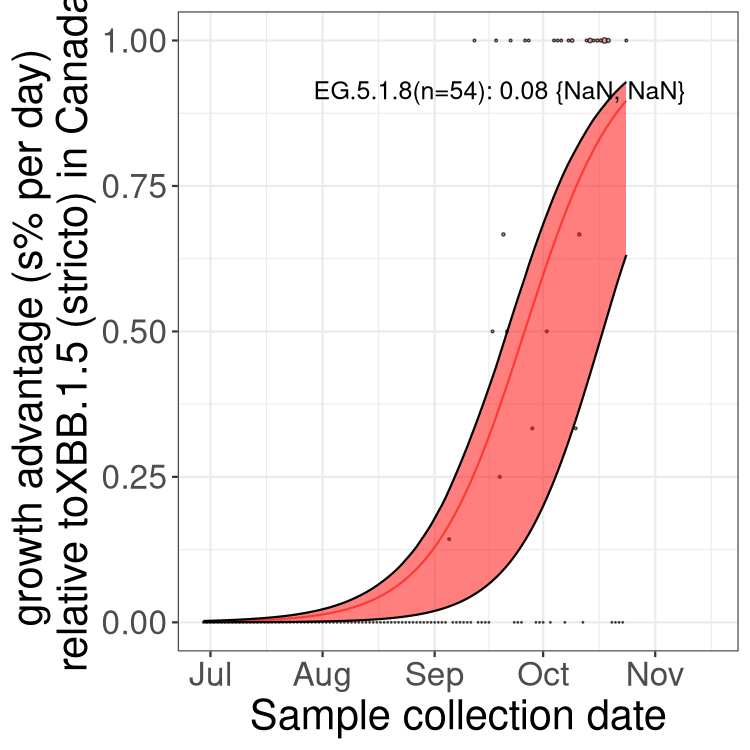 growth advantage (s% per day)
relative toXBB.1.5 (stricto) in Canada
1.00
0.75
0.50
0.25
0.00
EG.5.1.8(n=54): 0.08 {NaN, NaN}
Jul Aug Sep Oct Nov
Sample collection date